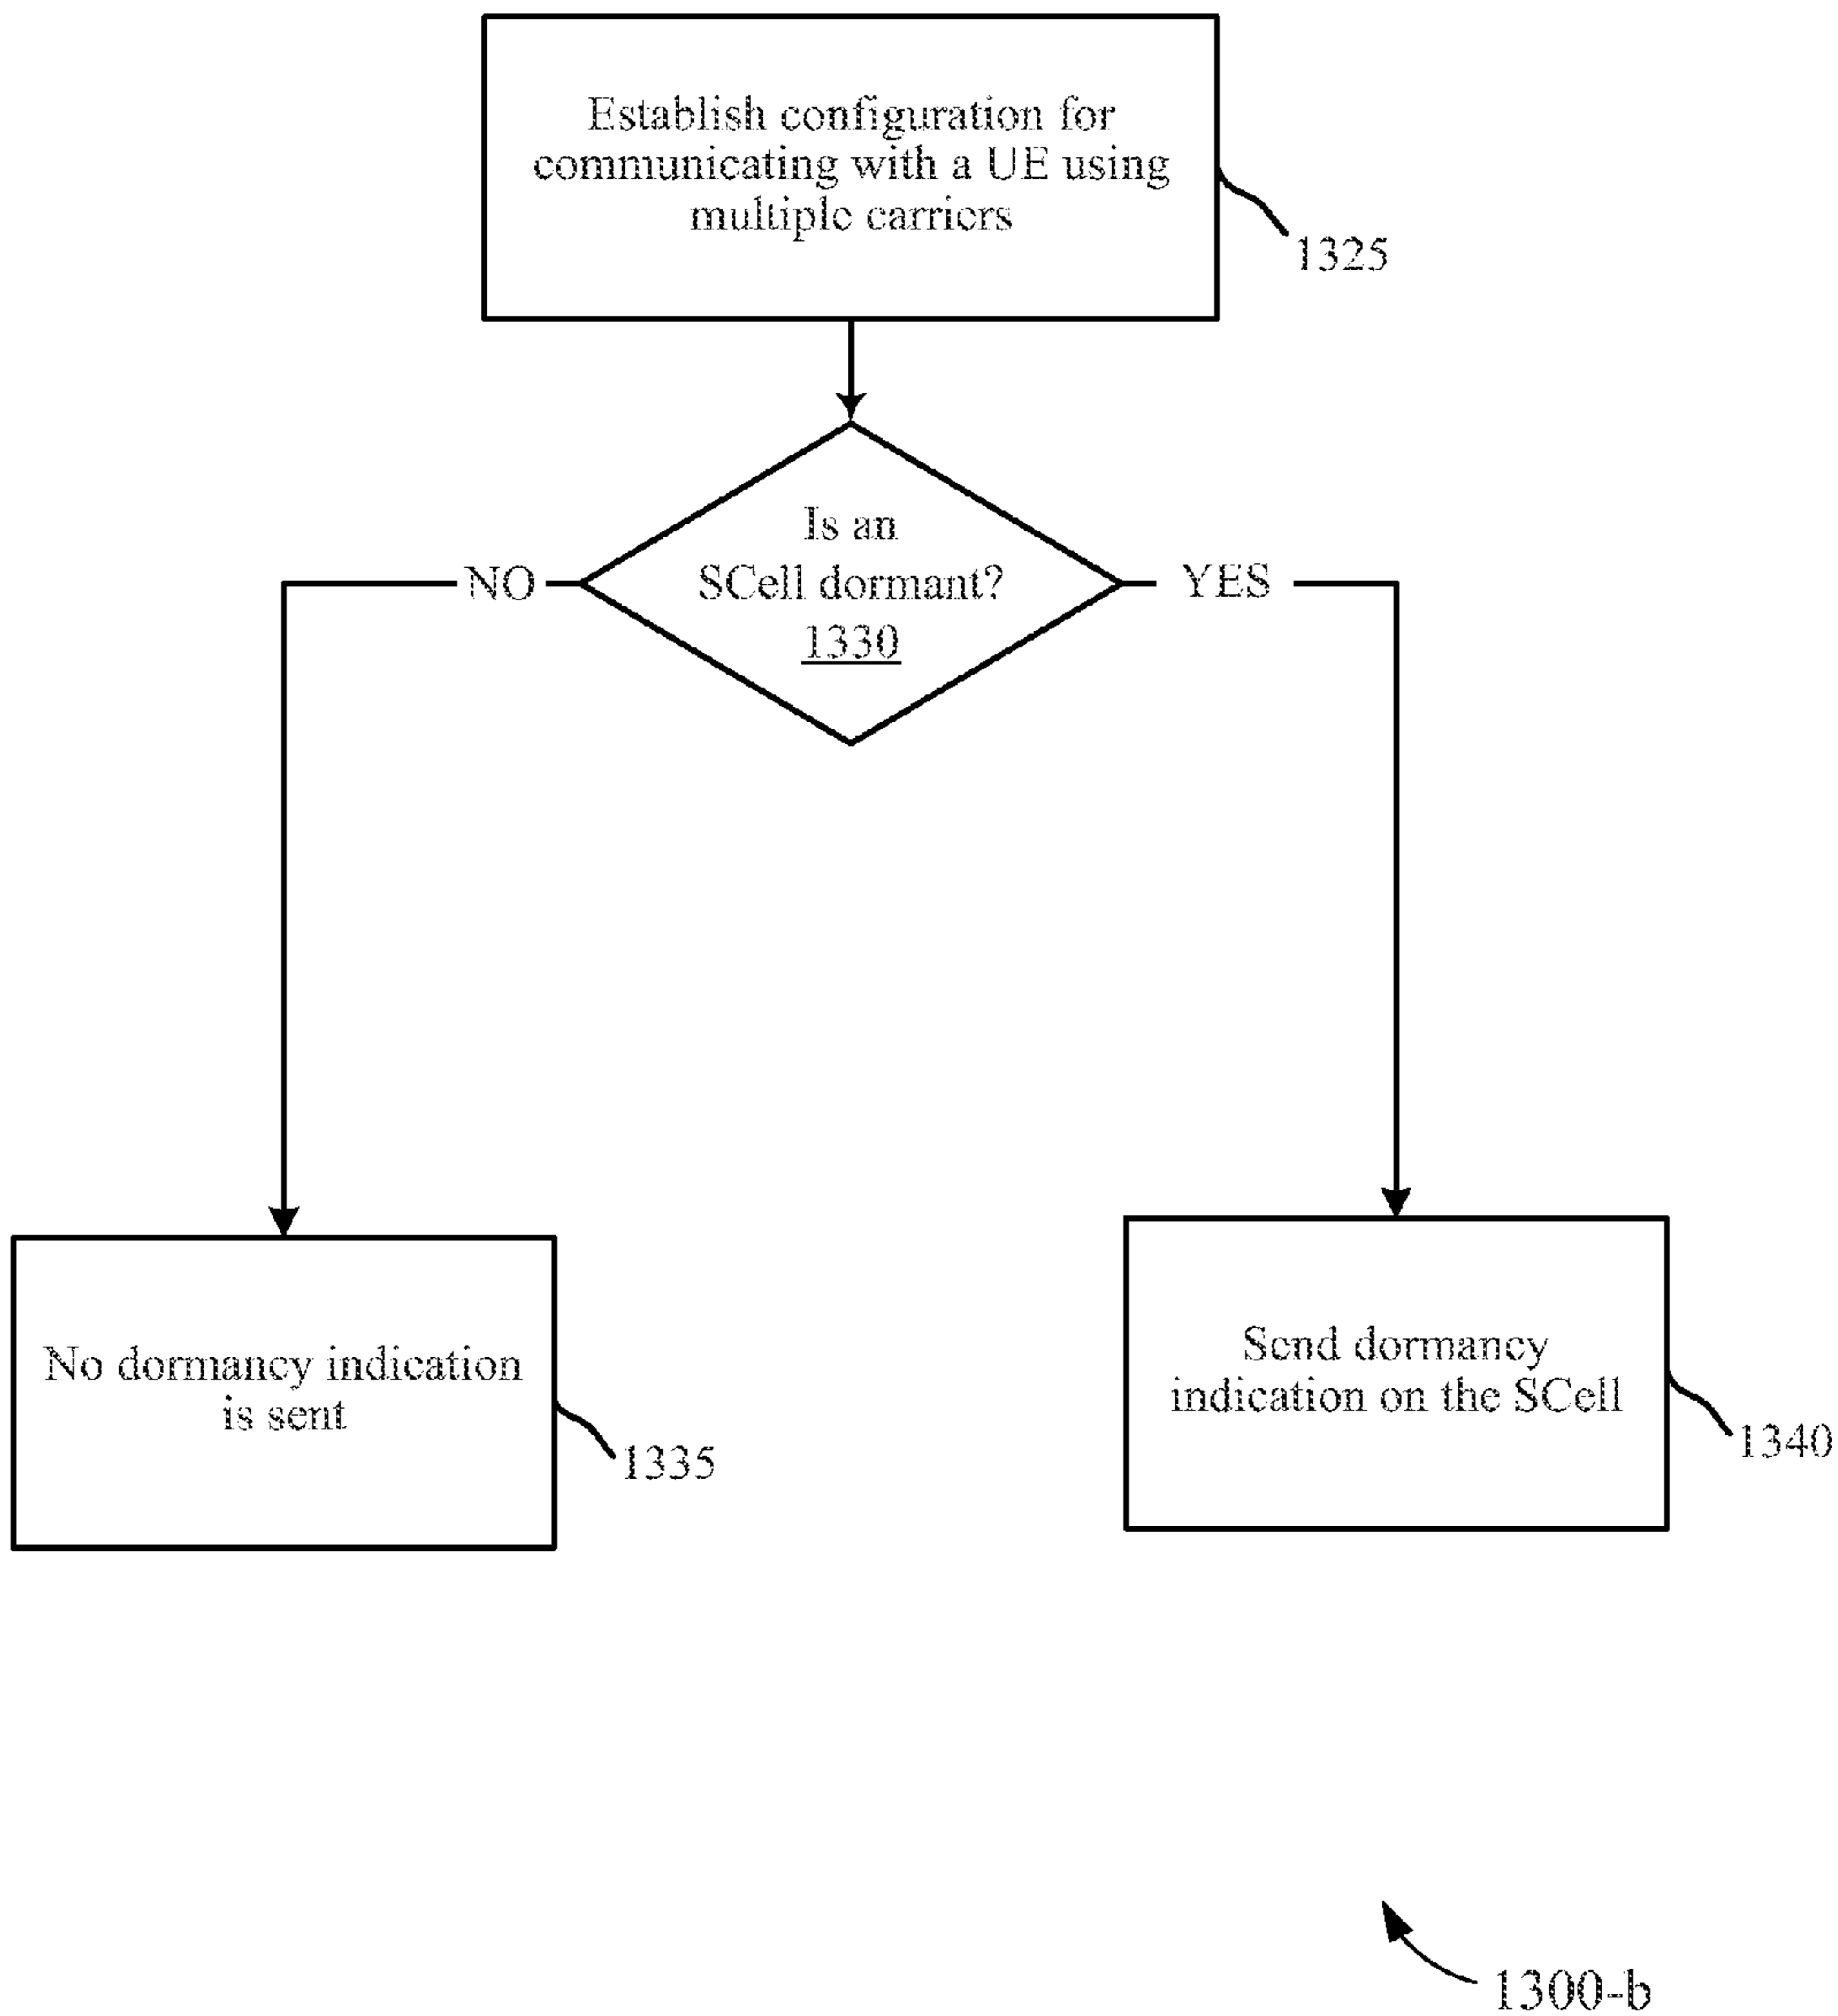 Establish configuration for
communicating with a UE using
multiple carriers
1325
Is an
SCell dormant?
1330
NO
YES
No dormancy indication
is sent
1335
Send dormancy
indication on the SCell
1340
1300-b